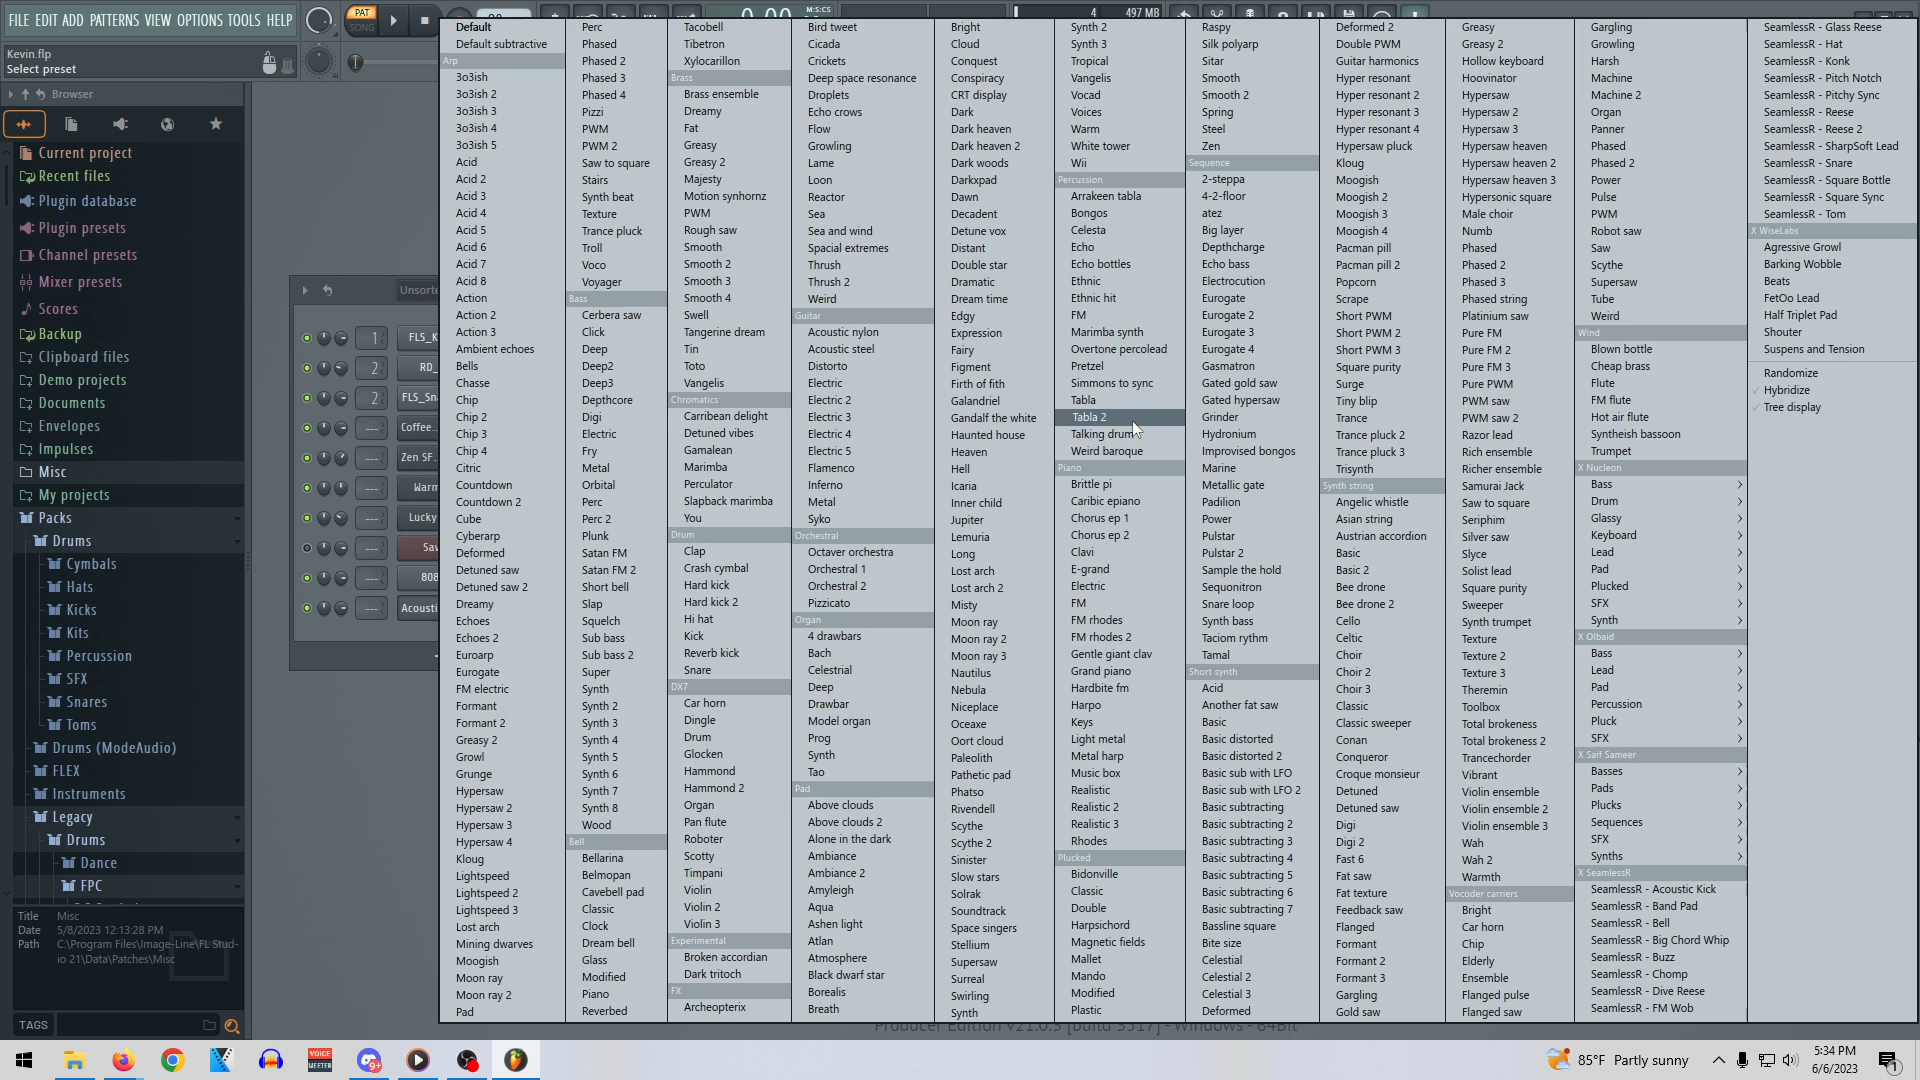 FILE EDIT ADD PATTERNS VIEW OPTIONS TOOLS HELP
PAT
SONG
M:S:CS
4
497 MB
Kevin.flp
Select preset
Browser
Current project
Recent files
Plugin database
Plugin presets
Channel presets
Mixer presets
Scores
Backup
Clipboard files
Demo projects
Documents
Envelopes
Impulses
Misc
My projects
Packs
Drums
Cymbals
Hats
Kicks
Kits
Percussion
SFX
Snares
Toms
Drums (ModeAudio)
FLEX
Instruments
Legacy
Drums
Dance
FPC
Title Misc
Date 5/8/2023 12:13:28 PM
Path C:\Program Files\Image-Line\FL Stud-
io 21\Data\Patches\Misc
TAGS
Unsorte
1 FLS_K
2 RD_
2 FLS_Sna
--- Coffee..
--- Zen SF..
--- Warm
--- Lucky
--- Sav
--- 808
--- Acousti
Default
Default subtractive
Arp
3o3ish
3o3ish 2
3o3ish 3
3o3ish 4
3o3ish 5
Acid
Acid 2
Acid 3
Acid 4
Acid 5
Acid 6
Acid 7
Acid 8
Action
Action 2
Action 3
Ambient echoes
Bells
Chasse
Chip
Chip 2
Chip 3
Chip 4
Citric
Countdown
Countdown 2
Cube
Cyberarp
Deformed
Detuned saw
Detuned saw 2
Dreamy
Echoes
Echoes 2
Euroarp
Eurogate
FM electric
Formant
Formant 2
Greasy 2
Growl
Grunge
Hypersaw
Hypersaw 2
Hypersaw 3
Hypersaw 4
Kloug
Lightspeed
Lightspeed 2
Lightspeed 3
Lost arch
Mining dwarves
Moogish
Moon ray
Moon ray 2
Pad
Perc
Phased
Phased 2
Phased 3
Phased 4
Pizzi
PWM
PWM 2
Saw to square
Stairs
Synth beat
Texture
Trance pluck
Troll
Voco
Voyager
Bass
Cerbera saw
Click
Deep
Deep2
Deep3
Depthcore
Digi
Electric
Fry
Metal
Orbital
Perc
Perc 2
Plunk
Satan FM
Satan FM 2
Short bell
Slap
Squelch
Sub bass
Sub bass 2
Super
Synth
Synth 2
Synth 3
Synth 4
Synth 5
Synth 6
Synth 7
Synth 8
Wood
Bell
Bellarina
Belmopan
Cavebell pad
Classic
Clock
Dream bell
Glass
Modified
Piano
Reverbed
Tacobell
Tibetron
Xylocarillon
Brass
Brass ensemble
Dreamy
Fat
Greasy
Greasy 2
Majesty
Motion synhornz
PWM
Rough saw
Smooth
Smooth 2
Smooth 3
Smooth 4
Swell
Tangerine dream
Tin
Toto
Vangelis
Chromatics
Carribean delight
Detuned vibes
Gamalean
Marimba
Perculator
Slapback marimba
You
Drum
Clap
Crash cymbal
Hard kick
Hard kick 2
Hi hat
Kick
Reverb kick
Snare
DX7
Car horn
Dingle
Drum
Glocken
Hammond
Hammond 2
Organ
Pan flute
Roboter
Scotty
Timpani
Violin
Violin 2
Violin 3
Experimental
Broken accordian
Dark tritoch
FX
Archeopterix
Bird tweet
Cicada
Crickets
Deep space resonance
Droplets
Echo crows
Flow
Growling
Lame
Loon
Reactor
Sea
Sea and wind
Spacial extremes
Thrush
Thrush 2
Weird
Guitar
Acoustic nylon
Acoustic steel
Distorto
Electric
Electric 2
Electric 3
Electric 4
Electric 5
Flamenco
Inferno
Metal
Syko
Orchestral
Octaver orchestra
Orchestral 1
Orchestral 2
Pizzicato
Organ
4 drawbars
Bach
Celestrial
Deep
Drawbar
Model organ
Prog
Synth
Tao
Pad
Above clouds
Above clouds 2
Alone in the dark
Ambiance
Ambiance 2
Amyleigh
Aqua
Ashen light
Atlan
Atmosphere
Black dwarf star
Borealis
Breath
Bright
Cloud
Conquest
Conspiracy
CRT display
Dark
Dark heaven
Dark heaven 2
Dark woods
Darkxpad
Dawn
Decadent
Detune vox
Distant
Double star
Dramatic
Dream time
Edgy
Expression
Fairy
Figment
Firth of fith
Galandriel
Gandalf the white
Haunted house
Heaven
Hell
Icaria
Inner child
Jupiter
Lemuria
Long
Lost arch
Lost arch 2
Misty
Moon ray
Moon ray 2
Moon ray 3
Nautilus
Nebula
Niceplace
Oceaxe
Oort cloud
Paleolith
Pathetic pad
Phatso
Rivendell
Scythe
Scythe 2
Sinister
Slow stars
Solrak
Soundtrack
Space singers
Stellium
Supersaw
Surreal
Swirling
Synth
Synth 2
Synth 3
Tropical
Vangelis
Vocad
Voices
Warm
White tower
Wii
Percussion
Arrakeen tabla
Bongos
Celesta
Echo
Echo bottles
Ethnic
Ethnic hit
FM
Marimba synth
Overtone percolead
Pretzel
Simmons to sync
Tabla
Tabla 2
Talking drum
Weird baroque
Piano
Brittle pi
Caribic epiano
Chorus ep 1
Chorus ep 2
Clavi
E-grand
Electric
FM
FM rhodes
FM rhodes 2
Gentle giant clav
Grand piano
Hardbite fm
Harpo
Keys
Light metal
Metal harp
Music box
Realistic
Realistic 2
Realistic 3
Rhodes
Plucked
Bidonville
Classic
Double
Harpsichord
Magnetic fields
Mallet
Mando
Modified
Plastic
Raspy
Silk polyarp
Sitar
Smooth
Smooth 2
Spring
Steel
Zen
Sequence
2-steppa
4-2-floor
atez
Big layer
Depthcharge
Echo bass
Electrocution
Eurogate
Eurogate 2
Eurogate 3
Eurogate 4
Gasmatron
Gated gold saw
Gated hypersaw
Grinder
Hydronium
Improvised bongos
Marine
Metallic gate
Padilion
Power
Pulstar
Pulstar 2
Sample the hold
Sequonitron
Snare loop
Synth bass
Taciom rythm
Tamal
Short synth
Acid
Another fat saw
Basic
Basic distorted
Basic distorted 2
Basic sub with LFO
Basic sub with LFO 2
Basic subtracting
Basic subtracting 2
Basic subtracting 3
Basic subtracting 4
Basic subtracting 5
Basic subtracting 6
Basic subtracting 7
Bassline square
Bite size
Celestial
Celestial 2
Celestial 3
Deformed
Deformed 2
Double PWM
Guitar harmonics
Hyper resonant
Hyper resonant 2
Hyper resonant 3
Hyper resonant 4
Hypersaw pluck
Kloug
Moogish
Moogish 2
Moogish 3
Moogish 4
Pacman pill
Pacman pill 2
Popcorn
Scrape
Short PWM
Short PWM 2
Short PWM 3
Square purity
Surge
Tiny blip
Trance
Trance pluck 2
Trance pluck 3
Trisynth
Synth string
Angelic whistle
Asian string
Austrian accordion
Basic
Basic 2
Bee drone
Bee drone 2
Cello
Celtic
Choir
Choir 2
Choir 3
Classic
Classic sweeper
Conan
Conqueror
Croque monsieur
Detuned
Detuned saw
Digi
Digi 2
Fast 6
Fat saw
Fat texture
Feedback saw
Flanged
Formant
Formant 2
Formant 3
Gargling
Gold saw
Greasy
Greasy 2
Hollow keyboard
Hoovinator
Hypersaw
Hypersaw 2
Hypersaw 3
Hypersaw heaven
Hypersaw heaven 2
Hypersaw heaven 3
Hypersonic square
Male choir
Numb
Phased
Phased 2
Phased 3
Phased string
Platinium saw
Pure FM
Pure FM 2
Pure FM 3
Pure PWM
PWM saw
PWM saw 2
Razor lead
Rich ensemble
Richer ensemble
Samurai Jack
Saw to square
Seriphim
Silver saw
Slyce
Solist lead
Square purity
Sweeper
Synth trumpet
Texture
Texture 2
Texture 3
Theremin
Toolbox
Total brokeness
Total brokeness 2
Trancechorder
Vibrant
Violin ensemble
Violin ensemble 2
Violin ensemble 3
Wah
Wah 2
Warmth
Vocoder carriers
Bright
Car horn
Chip
Elderly
Ensemble
Flanged pulse
Flanged saw
Gargling
Growling
Harsh
Machine
Machine 2
Organ
Panner
Phased
Phased 2
Power
Pulse
PWM
Robot saw
Saw
Scythe
Supersaw
Tube
Weird
Wind
Blown bottle
Cheap brass
Flute
FM flute
Hot air flute
Syntheish bassoon
Trumpet
X Nucleon
Bass
Drum
Glassy
Keyboard
Lead
Pad
Plucked
SFX
Synth
X Olbaid
Bass
Lead
Pad
Percussion
Pluck
SFX
X Saif Sameer
Basses
Pads
Plucks
Sequences
SFX
Synths
X SeamlessR
SeamlessR - Acoustic Kick
SeamlessR - Band Pad
SeamlessR - Bell
SeamlessR - Big Chord Whip
SeamlessR - Buzz
SeamlessR - Chomp
SeamlessR - Dive Reese
SeamlessR - FM Wob
SeamlessR - Glass Reese
SeamlessR - Hat
SeamlessR - Konk
SeamlessR - Pitch Notch
SeamlessR - Pitchy Sync
SeamlessR - Reese
SeamlessR - Reese 2
SeamlessR - SharpSoft Lead
SeamlessR - Snare
SeamlessR - Square Bottle
SeamlessR - Square Sync
SeamlessR - Tom
X WiseLabs
Agressive Growl
Barking Wobble
Beats
FetOo Lead
Half Triplet Pad
Shouter
Suspens and Tension
Randomize
Hybridize
Tree display
Producer Edition v21.0.3 [build 3517] - Windows - 64Bit
VOICE
MEETER
9+
85°F Partly sunny
5:34 PM
6/6/2023
1